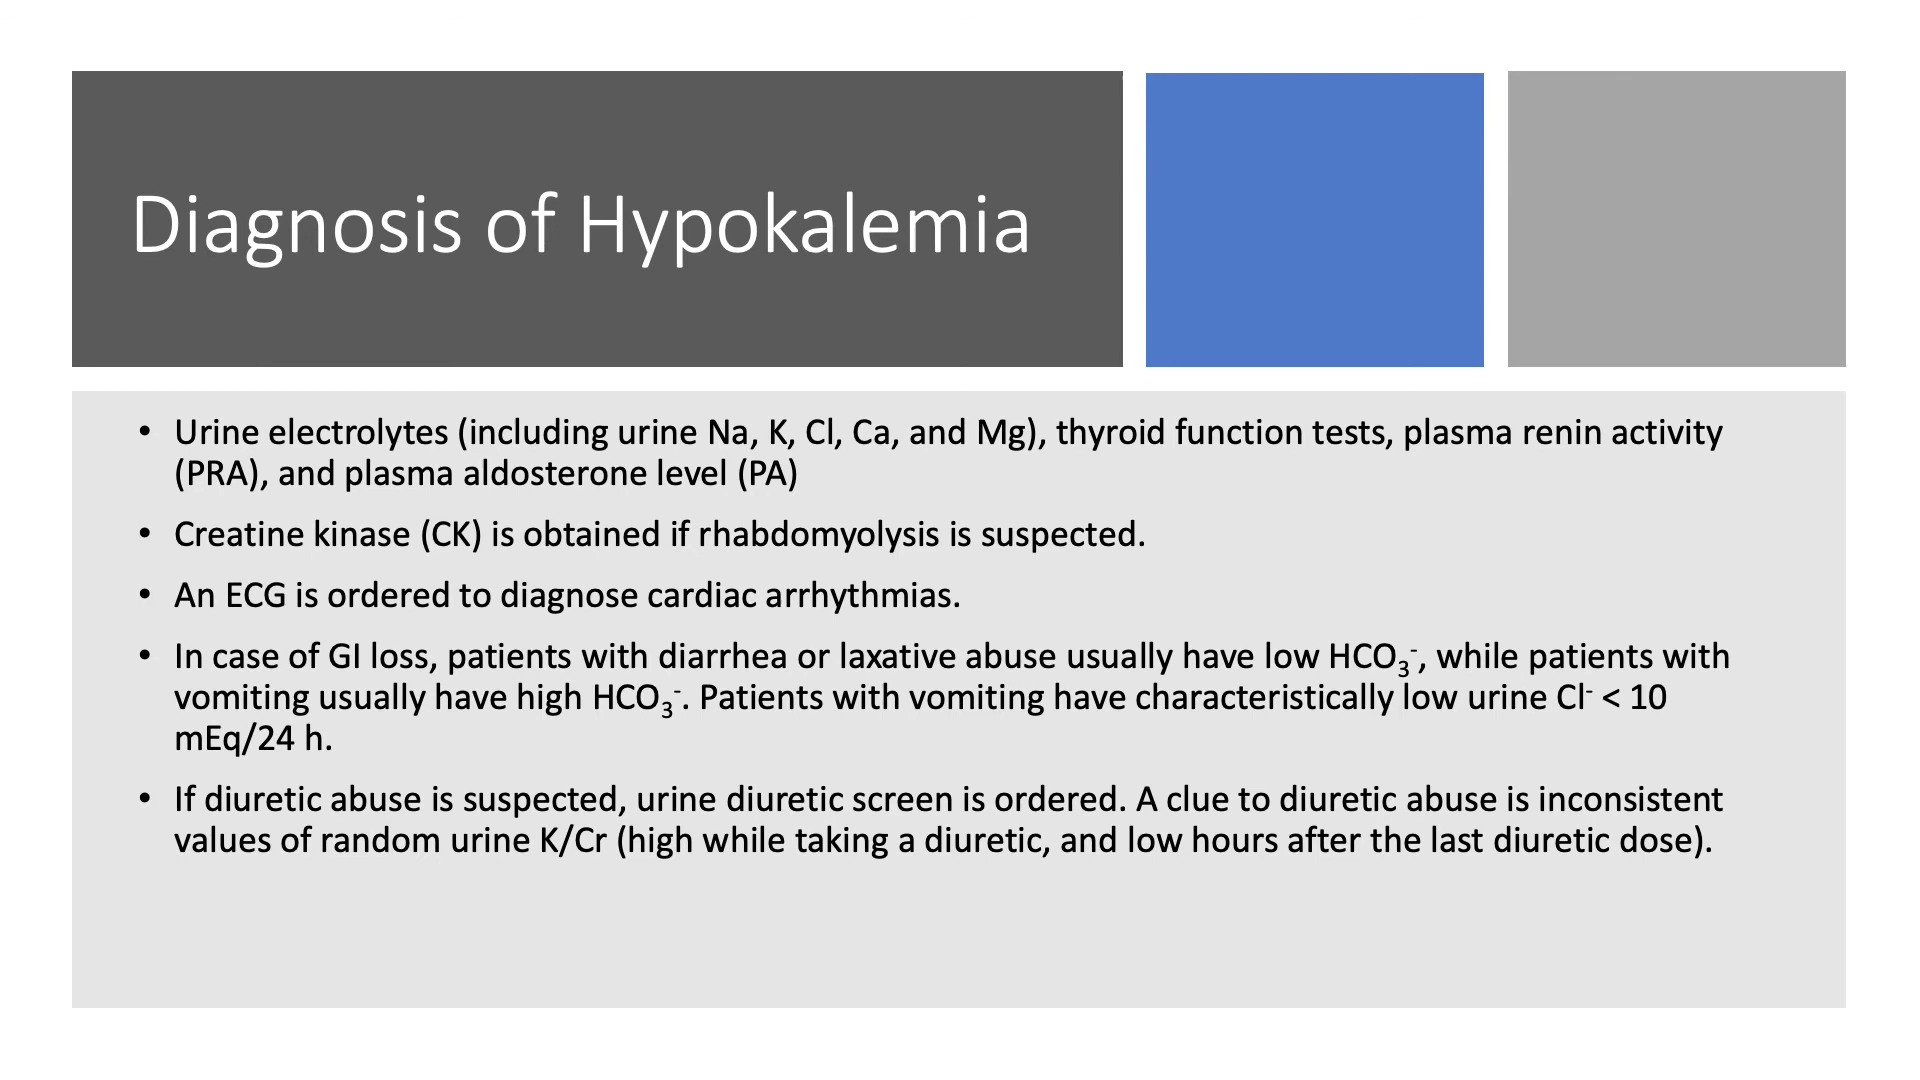 Diagnosis of Hypokalemia
• Urine electrolytes (including urine Na, K, Cl, Ca, and Mg), thyroid function tests, plasma renin activity
(PRA), and plasma aldosterone level (PA)
• Creatine kinase (CK) is obtained if rhabdomyolysis is suspected.
• An ECG is ordered to diagnose cardiac arrhythmias.
• In case of GI loss, patients with diarrhea or laxative abuse usually have low HCO₃⁻, while patients with
vomiting usually have high HCO₃⁻. Patients with vomiting have characteristically low urine Cl⁻ < 10
mEq/24 h.
• If diuretic abuse is suspected, urine diuretic screen is ordered. A clue to diuretic abuse is inconsistent
values of random urine K/Cr (high while taking a diuretic, and low hours after the last diuretic dose).